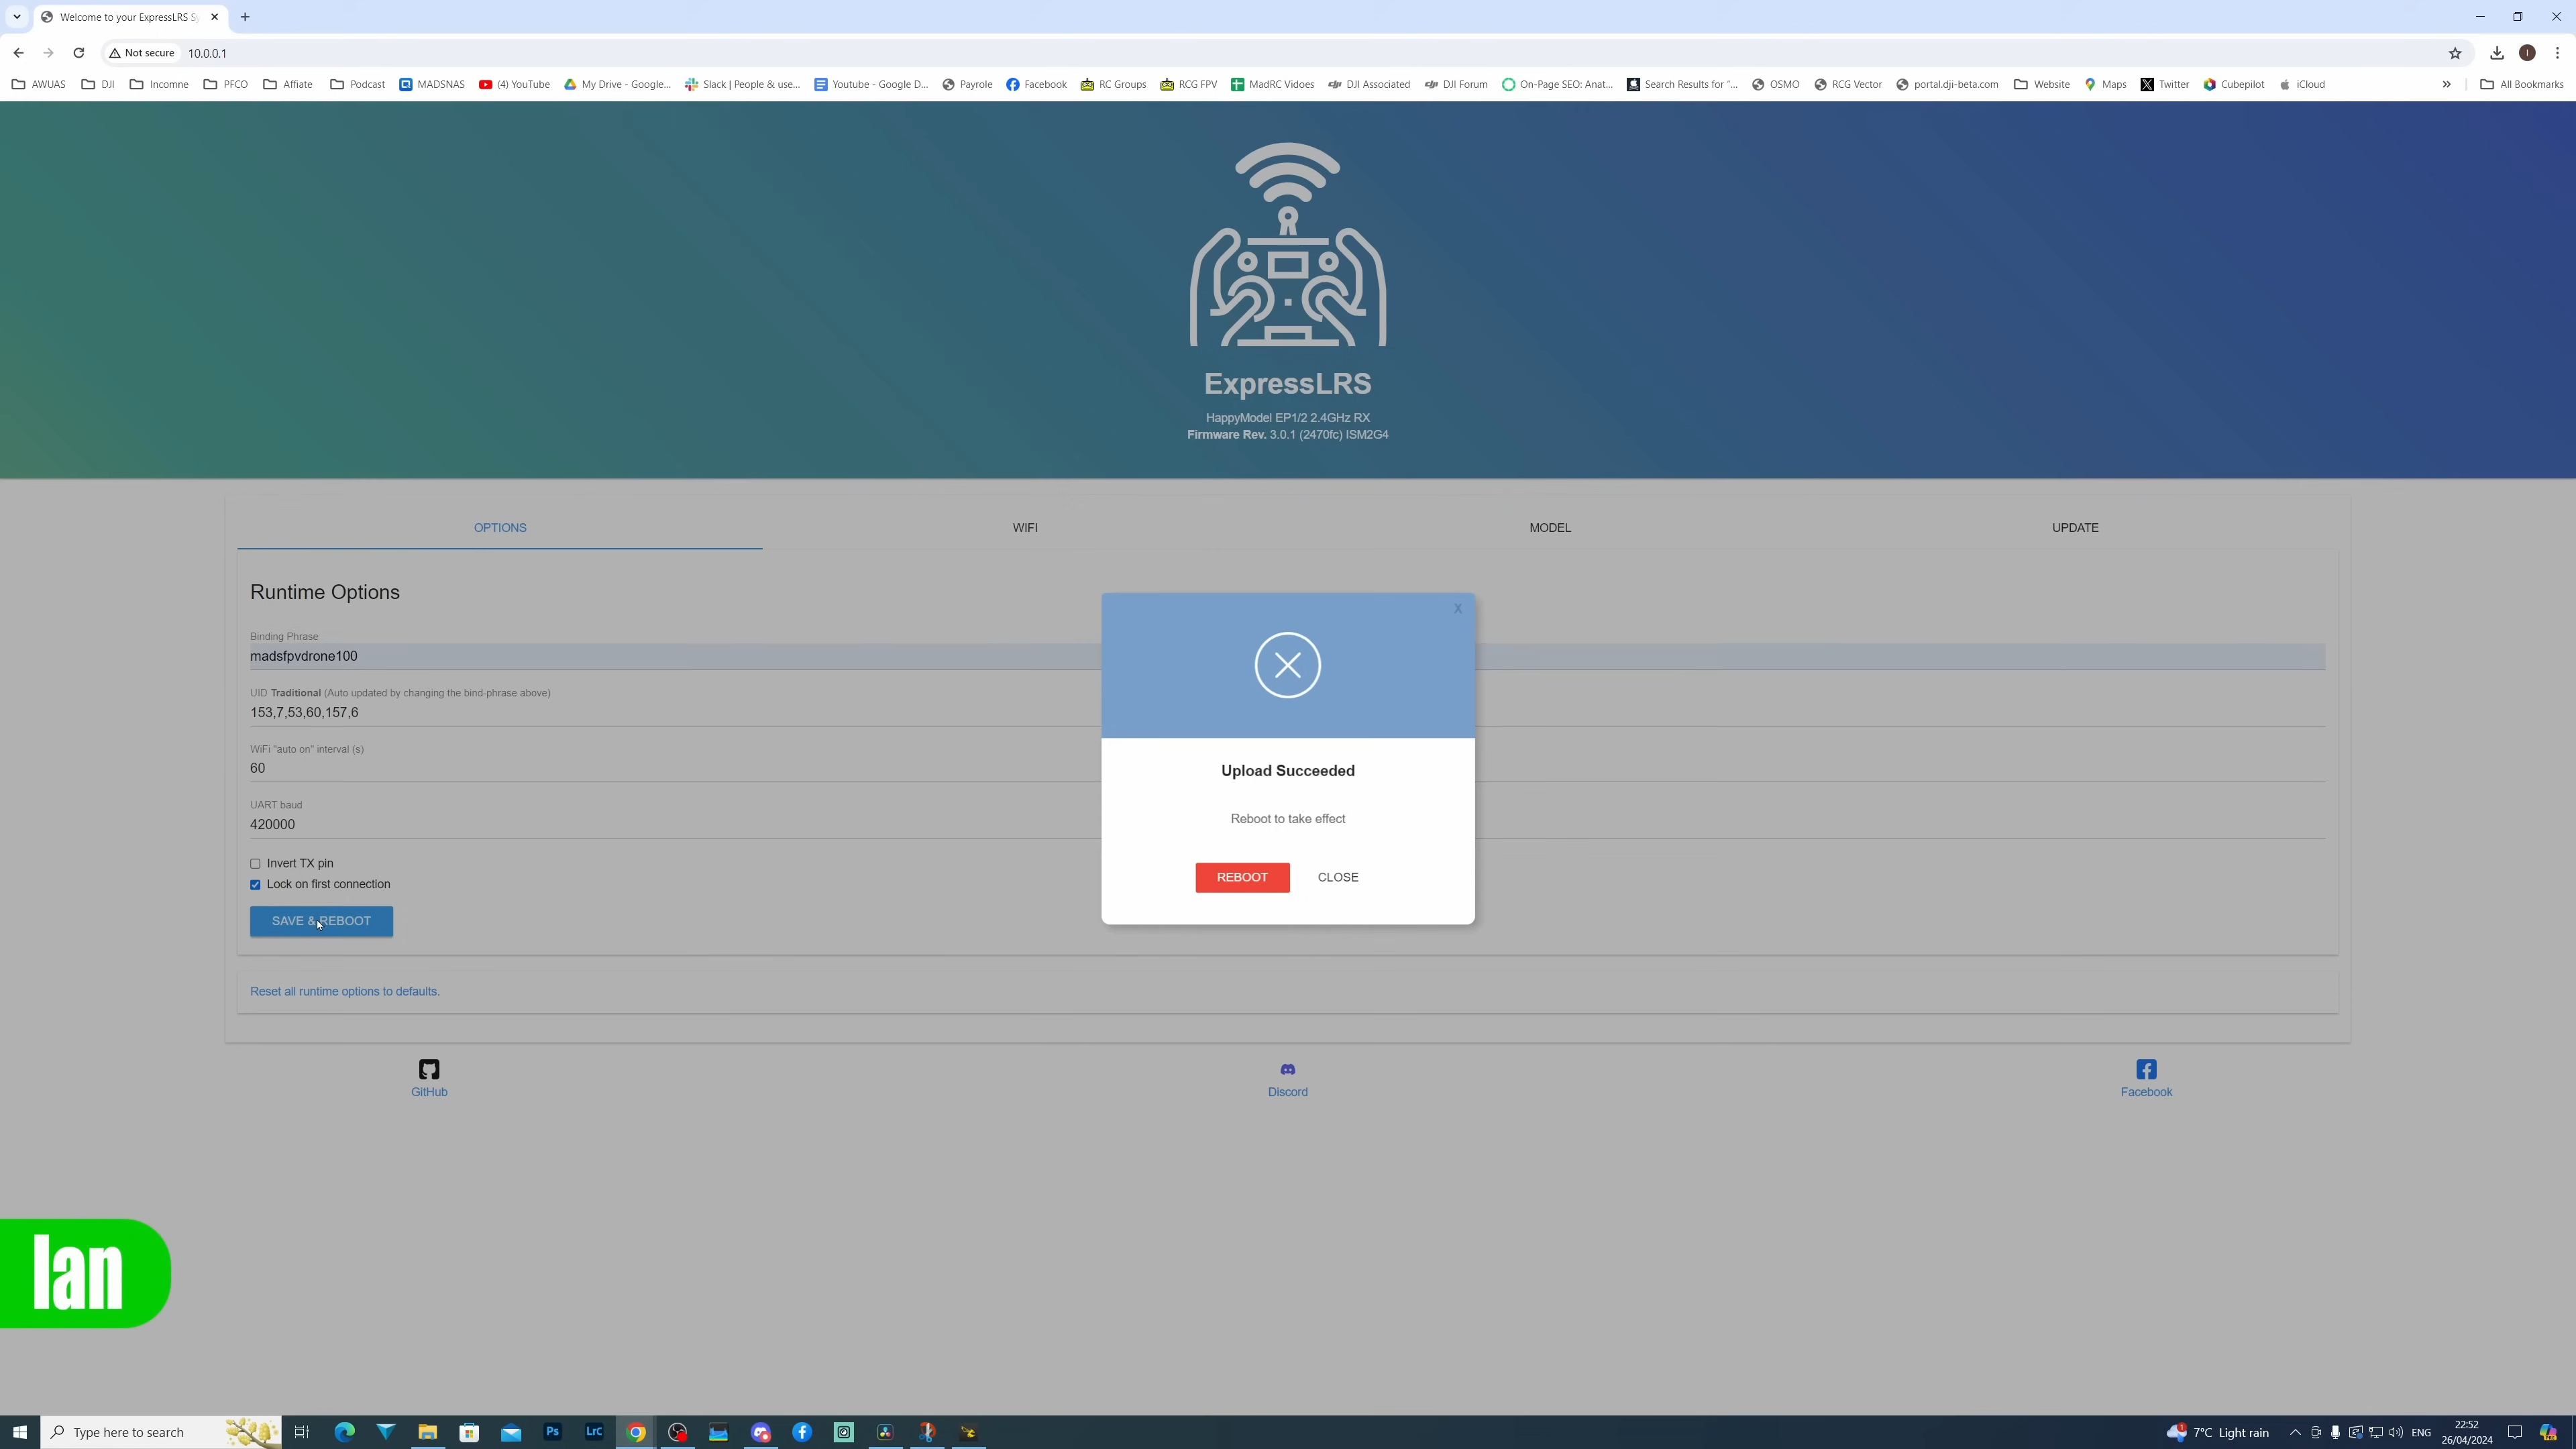 Welcome to your ExpressLRS Sy
Not secure
10.0.0.1
AWUAS
DJI
Incomne
PFCO
Affiate
Podcast
MADSNAS
(4) YouTube
My Drive - Google...
Slack | People & use...
Youtube - Google D...
Payrole
Facebook
RC Groups
RCG FPV
MadRC Vidoes
DJI Associated
DJI Forum
On-Page SEO: Anat...
Search Results for "...
OSMO
RCG Vector
portal.dji-beta.com
Website
Maps
Twitter
Cubepilot
iCloud
»
All Bookmarks
ExpressLRS
HappyModel EP1/2 2.4GHz RX
Firmware Rev. 3.0.1 (2470fc) ISM2G4
OPTIONS
WIFI
MODEL
UPDATE
Runtime Options
Binding Phrase
madsfpvdrone100
UID Traditional (Auto updated by changing the bind-phrase above)
153,7,53,60,157,6
WiFi "auto on" interval (s)
60
UART baud
420000
Invert TX pin
Lock on first connection
SAVE & REBOOT
X
Upload Succeeded
Reboot to take effect
REBOOT
CLOSE
Reset all runtime options to defaults.
GitHub
Discord
Facebook
Ian
Type here to search
Ps
LrC
7°C Light rain
ENG
22:52
26/04/2024